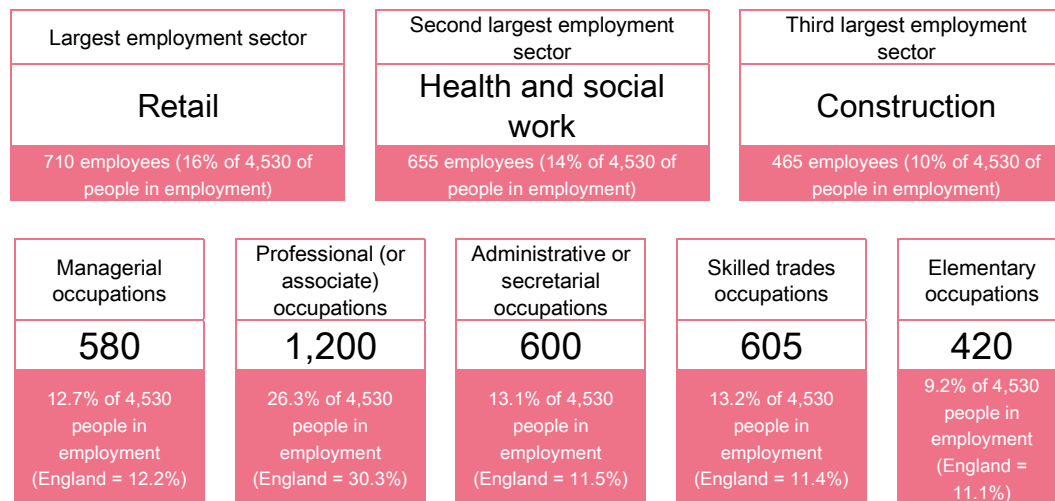 Largest employment sector
Retail
710 employees (16% of 4,530 of
people in employment)
Second largest employment
sector
Health and social
work
655 employees (14% of 4,530 of
people in employment)
Third largest employment
sector
Construction
465 employees (10% of 4,530 of
people in employment)
Managerial
occupations
580
12.7% of 4,530
people in
employment
(England = 12.2%)
Professional (or
associate)
occupations
1,200
26.3% of 4,530
people in
employment
(England = 30.3%)
Administrative or
secretarial
occupations
600
13.1% of 4,530
people in
employment
(England = 11.5%)
Skilled trades
occupations
605
13.2% of 4,530
people in
employment
(England = 11.4%)
Elementary
occupations
420
9.2% of 4,530
people in
employment
(England =
11.1%)